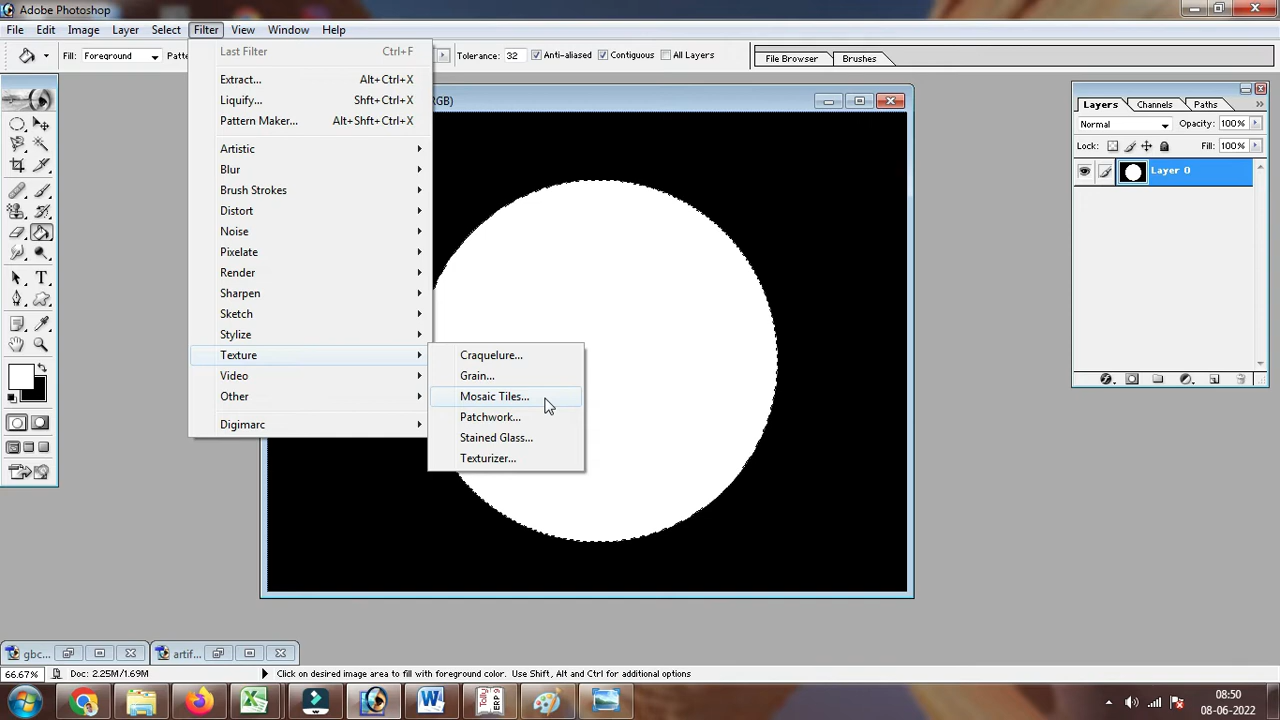 Adobe Photoshop
File Edit Image Layer Select Filter View Window Help
Fill: Foreground Tolerance: 32 Anti-aliased Contiguous All Layers File Browser Brushes
Last Filter Ctrl+F
Extract... Alt+Ctrl+X
Liquify... Shft+Ctrl+X
Pattern Maker... Alt+Shft+Ctrl+X
Artistic
Blur
Brush Strokes
Distort
Noise
Pixelate
Render
Sharpen
Sketch
Stylize
Texture
Video
Other
Digimarc
Craquelure...
Grain...
Mosaic Tiles...
Patchwork...
Stained Glass...
Texturizer...
Layers Channels Paths
Normal Opacity: 100%
Lock: Fill: 100%
Layer 0
gbc... artif...
66.67% Doc: 2.25M/1.69M Click on desired image area to fill with foreground color. Use Shift, Alt and Ctrl for additional options
08:50
08-06-2022